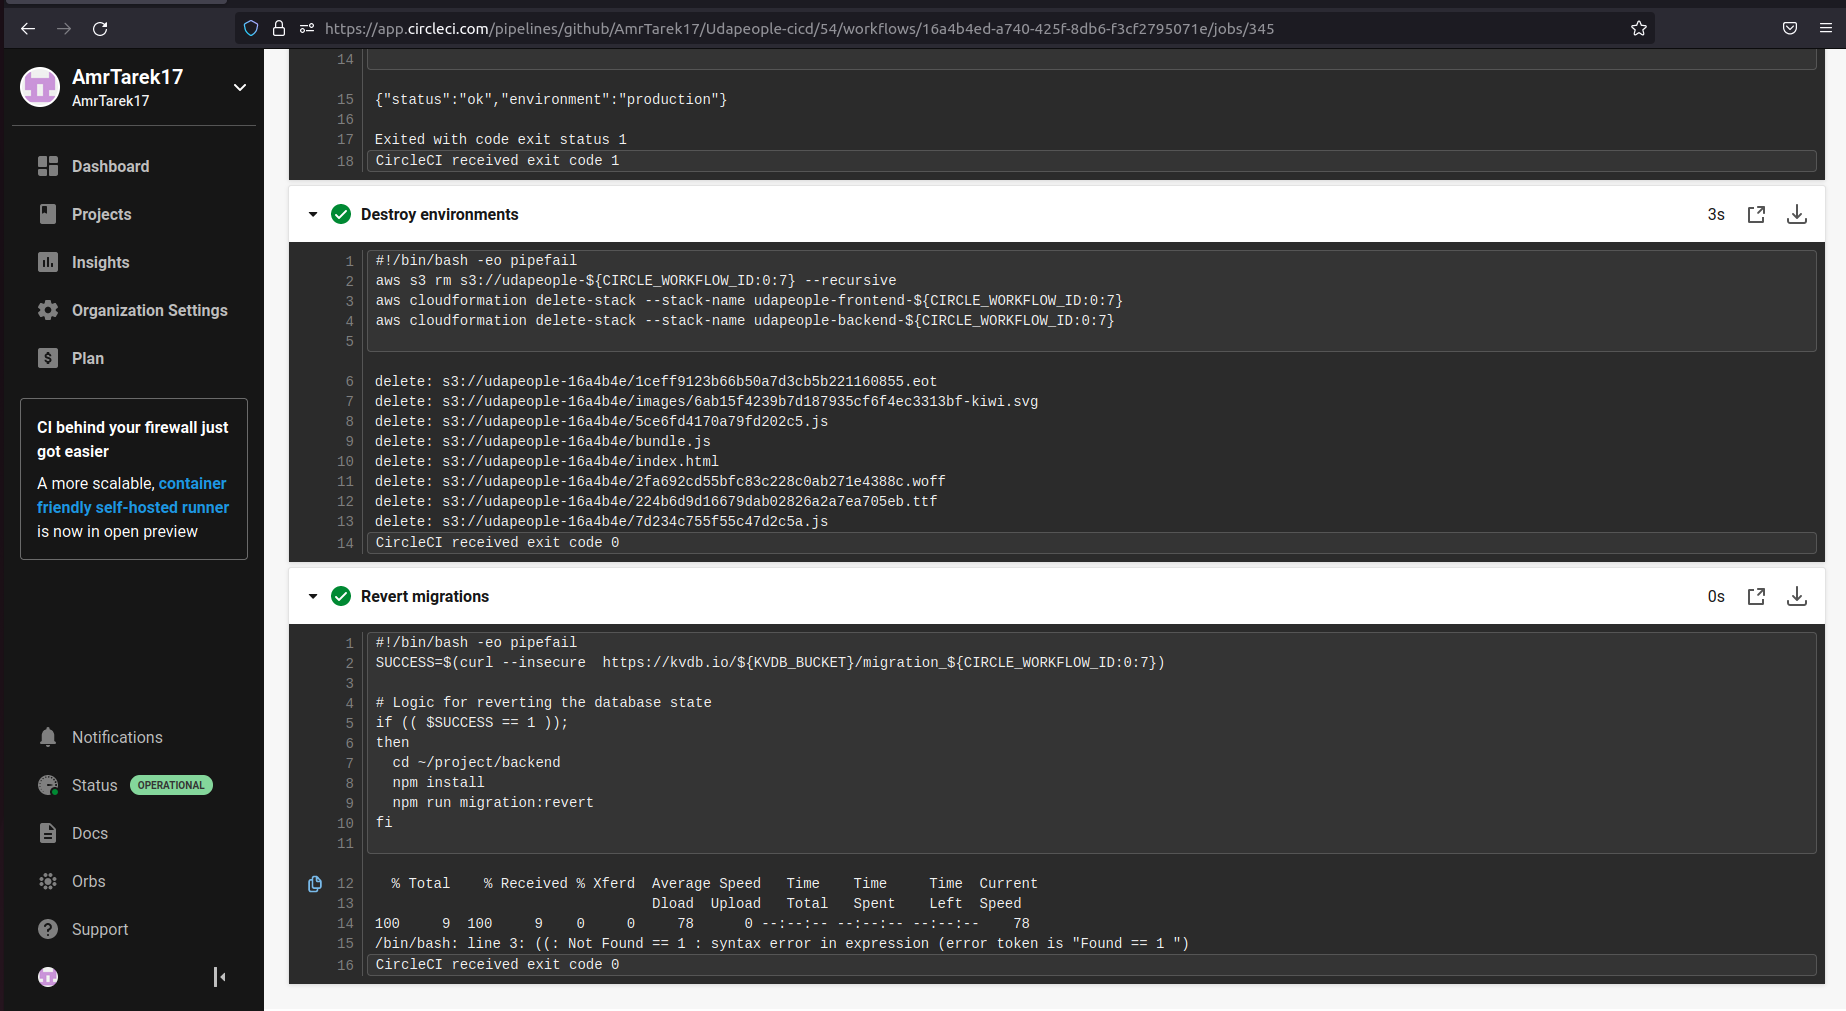 https://app.circleci.com/pipelines/github/AmrTarek17/Udapeople-cicd/54/workflows/16a4b4ed-a740-425f-8db6-f3cf2795071e/jobs/345
AmrTarek17
AmrTarek17
Dashboard
Projects
Insights
Organization Settings
Plan
CI behind your firewall just
got easier
A more scalable, container
friendly self-hosted runner
is now in open preview
Notifications
Status OPERATIONAL
Docs
Orbs
Support
14
15 {"status":"ok","environment":"production"}
16
17 Exited with code exit status 1
18 CircleCI received exit code 1
Destroy environments 3s
1 #!/bin/bash -eo pipefail
2 aws s3 rm s3://udapeople-${CIRCLE_WORKFLOW_ID:0:7} --recursive
3 aws cloudformation delete-stack --stack-name udapeople-frontend-${CIRCLE_WORKFLOW_ID:0:7}
4 aws cloudformation delete-stack --stack-name udapeople-backend-${CIRCLE_WORKFLOW_ID:0:7}
5
6 delete: s3://udapeople-16a4b4e/1ceff9123b66b50a7d3cb5b221160855.eot
7 delete: s3://udapeople-16a4b4e/images/6ab15f4239b7d187935cf6f4ec3313bf-kiwi.svg
8 delete: s3://udapeople-16a4b4e/5ce6fd4170a79fd202c5.js
9 delete: s3://udapeople-16a4b4e/bundle.js
10 delete: s3://udapeople-16a4b4e/index.html
11 delete: s3://udapeople-16a4b4e/2fa692cd55bfc83c228c0ab271e4388c.woff
12 delete: s3://udapeople-16a4b4e/224b6d9d16679dab02826a2a7ea705eb.ttf
13 delete: s3://udapeople-16a4b4e/7d234c755f55c47d2c5a.js
14 CircleCI received exit code 0
Revert migrations 0s
1 #!/bin/bash -eo pipefail
2 SUCCESS=$(curl --insecure  https://kvdb.io/${KVDB_BUCKET}/migration_${CIRCLE_WORKFLOW_ID:0:7})
3
4 # Logic for reverting the database state
5 if (( $SUCCESS == 1 ));
6 then
7   cd ~/project/backend
8   npm install
9   npm run migration:revert
10 fi
11
12   % Total    % Received % Xferd  Average Speed   Time    Time     Time  Current
13                                  Dload  Upload   Total   Spent    Left  Speed
14 100     9  100     9    0     0     78      0 --:--:-- --:--:-- --:--:--    78
15 /bin/bash: line 3: ((: Not Found == 1 : syntax error in expression (error token is "Found == 1 ")
16 CircleCI received exit code 0